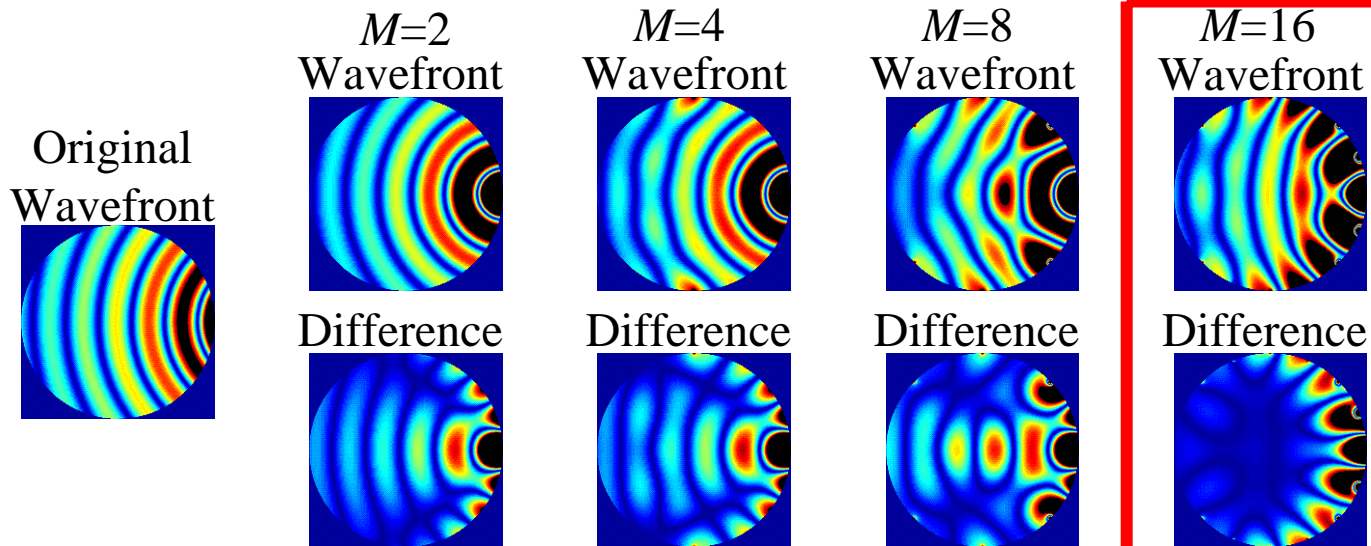 Original
Wavefront
M=2
Wavefront
Difference
M=4
Wavefront
Difference
M=8
Wavefront
Difference
M=16
Wavefront
Difference